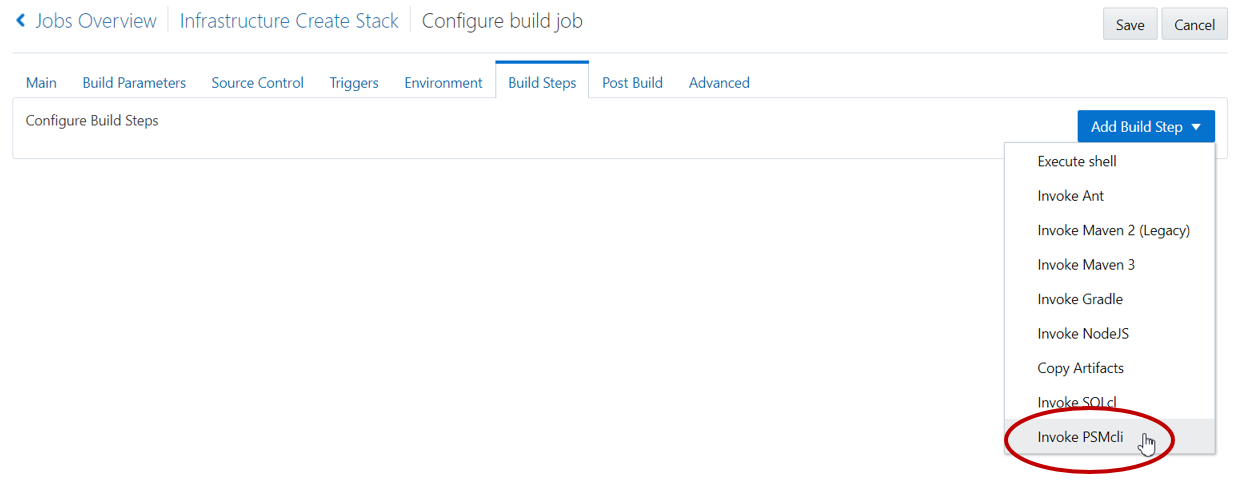 Jobs Overview Infrastructure Create Stack Configure build job Save Cancel
Main Build Parameters Source Control Triggers Environment Build Steps Post Build Advanced
Configure Build Steps
Add Build Step
Execute shell
Invoke Ant
Invoke Maven 2 (Legacy)
Invoke Maven 3
Invoke Gradle
Invoke NodeJS
Copy Artifacts
Invoke SQLcl
Invoke PSMcli